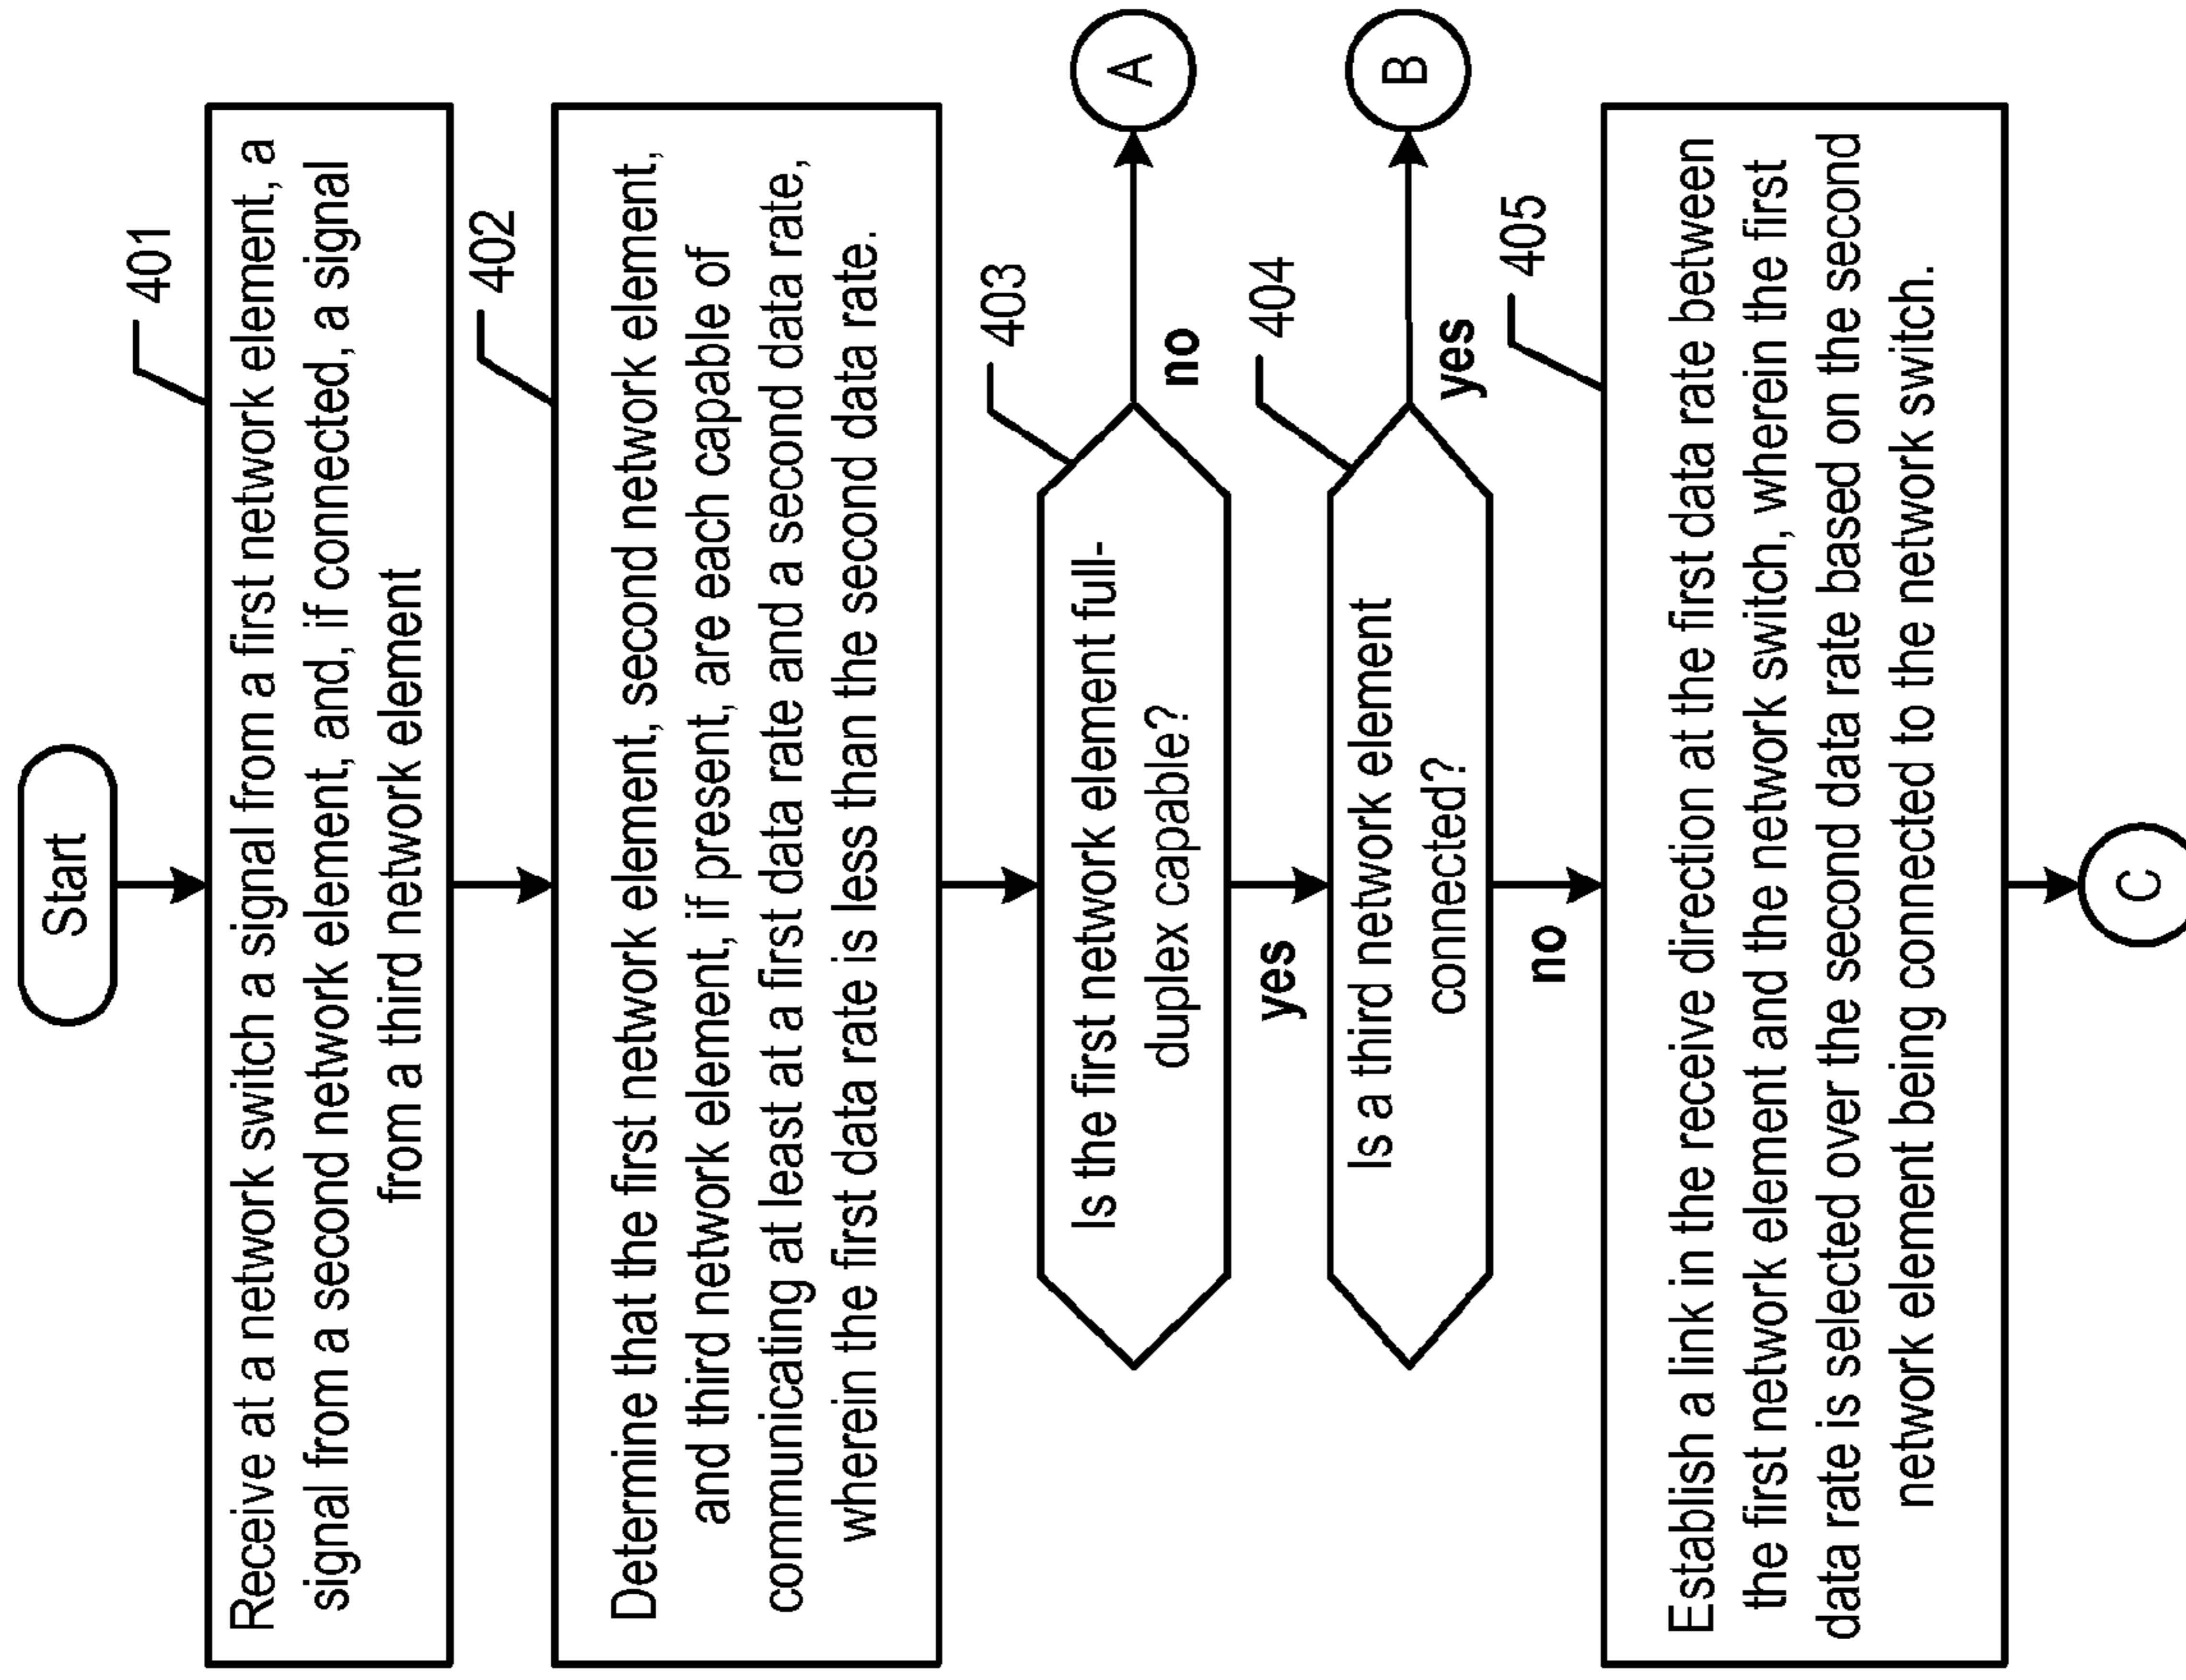 Start
401
Receive at a network switch a signal from a first network element, a
signal from a second network element, and, if connected, a signal
from a third network element
402
Determine that the first network element, second network element,
and third network element, if present, are each capable of
communicating at least at a first data rate and a second data rate,
wherein the first data rate is less than the second data rate.
403
Is the first network element full-
duplex capable?
no
A
yes
404
Is a third network element
connected?
yes
B
no
405
Establish a link in the receive direction at the first data rate between
the first network element and the network switch, wherein the first
data rate is selected over the second data rate based on the second
network element being connected to the network switch.
C